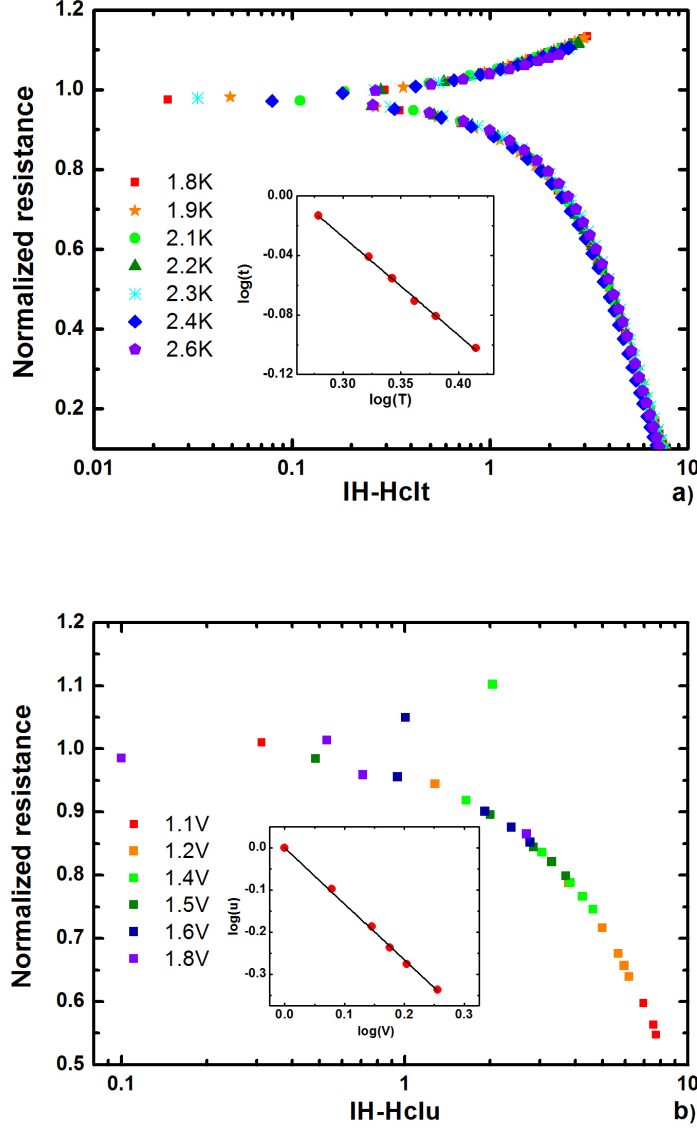 1.2
1.0
0.8
0.6
0.4
0.2
Normalized resistance
1.8K
1.9K
2.1K
2.2K
2.3K
2.4K
2.6K
0.00
-0.04
-0.08
-0.12
log(t)
0.30 0.35 0.40
log(T)
0.01 0.1 1 10
IH-HcIt
a)
1.2
1.1
1.0
0.9
0.8
0.7
0.6
0.5
Normalized resistance
1.1V
1.2V
1.4V
1.5V
1.6V
1.8V
0.0
-0.1
-0.2
-0.3
log(u)
0.0 0.1 0.2 0.3
log(V)
0.1 1 10
IH-HcIu
b)